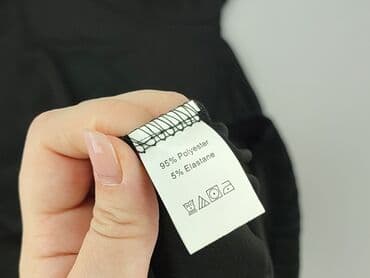 95% Polyester
5% Elastane